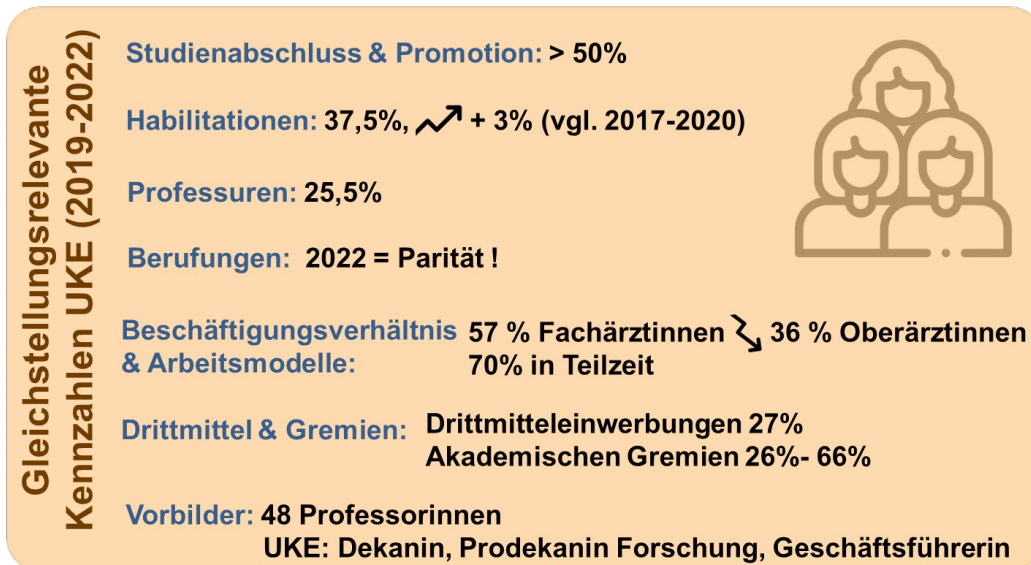 Gleichstellungsrelevante
Kennzahlen UKE (2019-2022)
Studienabschluss & Promotion: > 50%
Habilitationen: 37,5%, + 3% (vgl. 2017-2020)
Professuren: 25,5%
Berufungen: 2022 = Parität !
Beschäftigungsverhältnis 57 % Fachärztinnen 36 % Oberärztinnen
& Arbeitsmodelle: 70% in Teilzeit
Drittmittel & Gremien: Drittmitteleinwerbungen 27%
Akademischen Gremien 26%- 66%
Vorbilder: 48 Professorinnen
UKE: Dekanin, Prodekanin Forschung, Geschäftsführerin